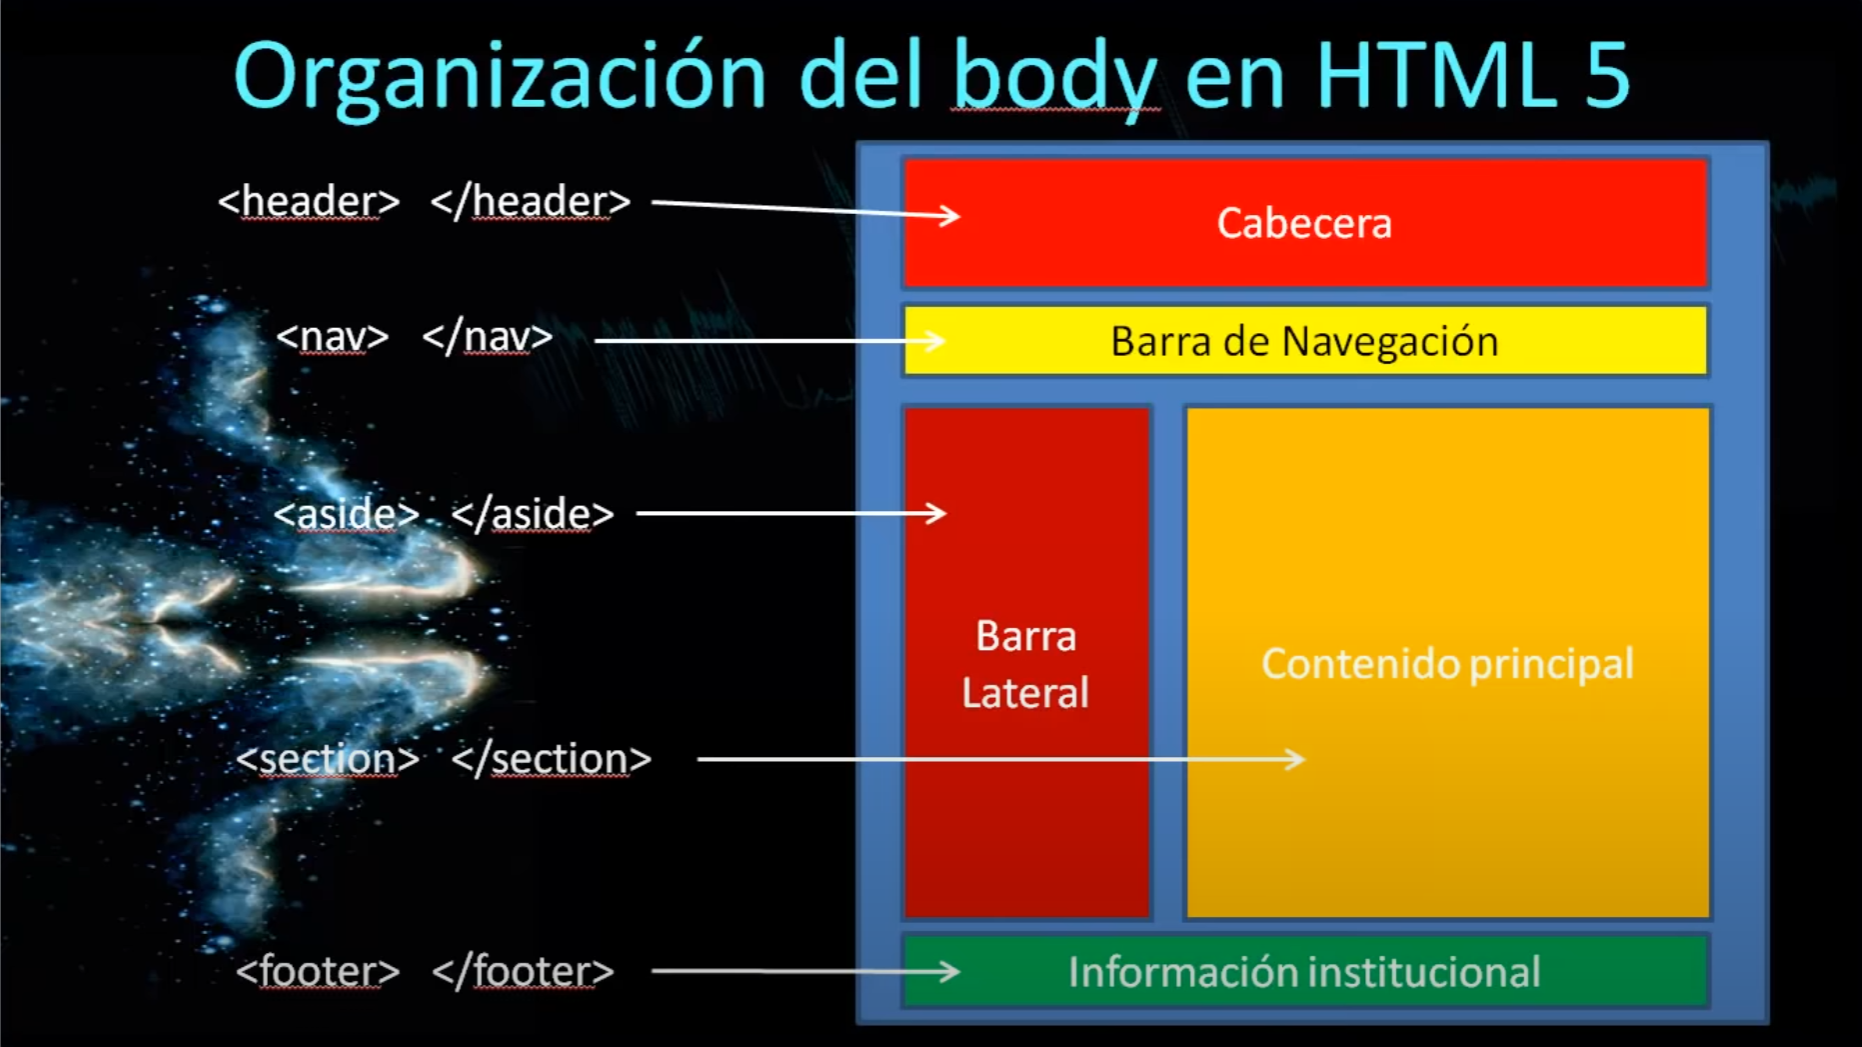 Organización del body en HTML 5
<header> </header>
Cabecera
<nav> </nav>
Barra de Navegación
<aside> </aside>
Barra
Lateral
Contenido principal
<section> </section>
<footer> </footer>
Información institucional